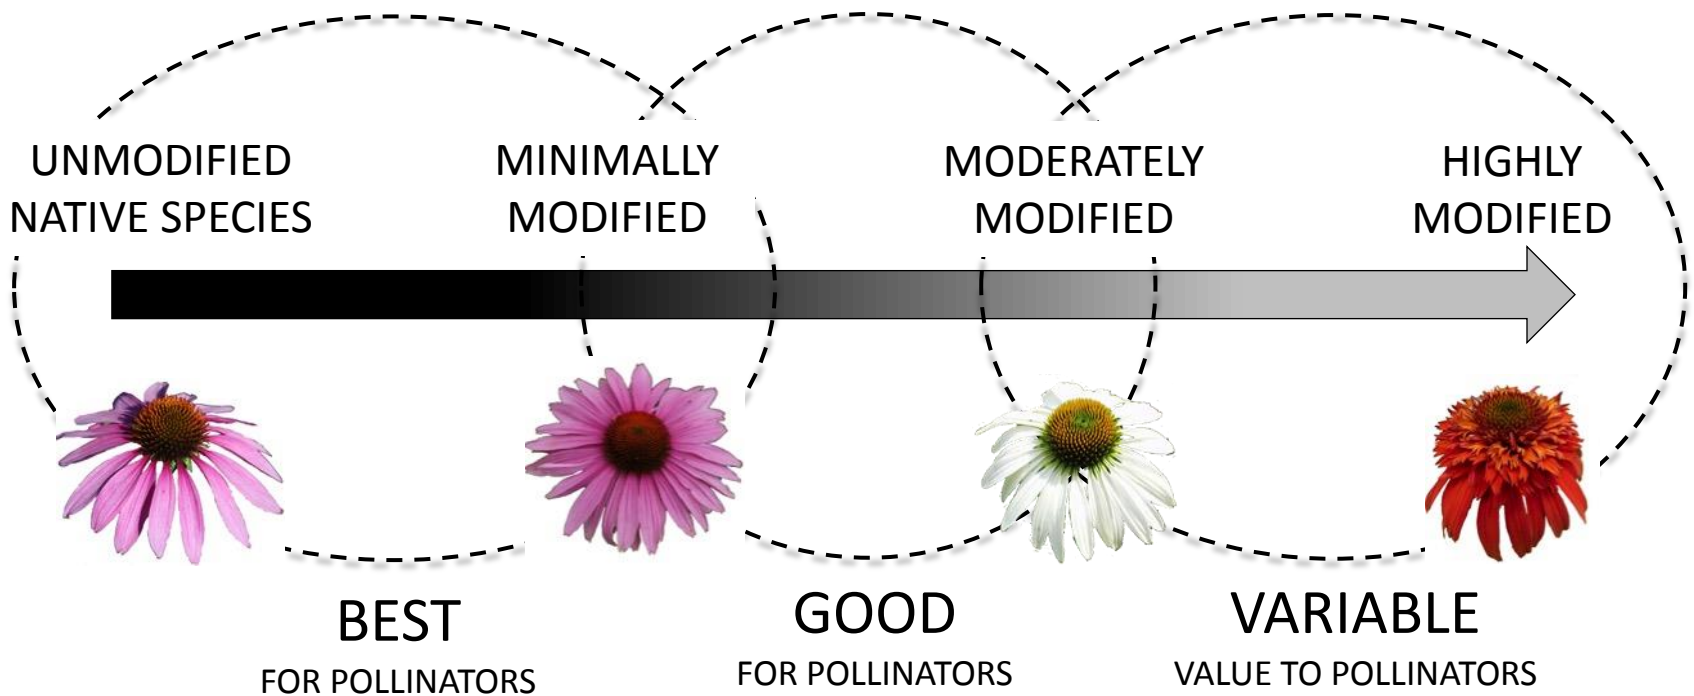 UNMODIFIED
NATIVE SPECIES
MINIMALLY
MODIFIED
MODERATELY
MODIFIED
HIGHLY
MODIFIED
BEST
FOR POLLINATORS
GOOD
FOR POLLINATORS
VARIABLE
VALUE TO POLLINATORS